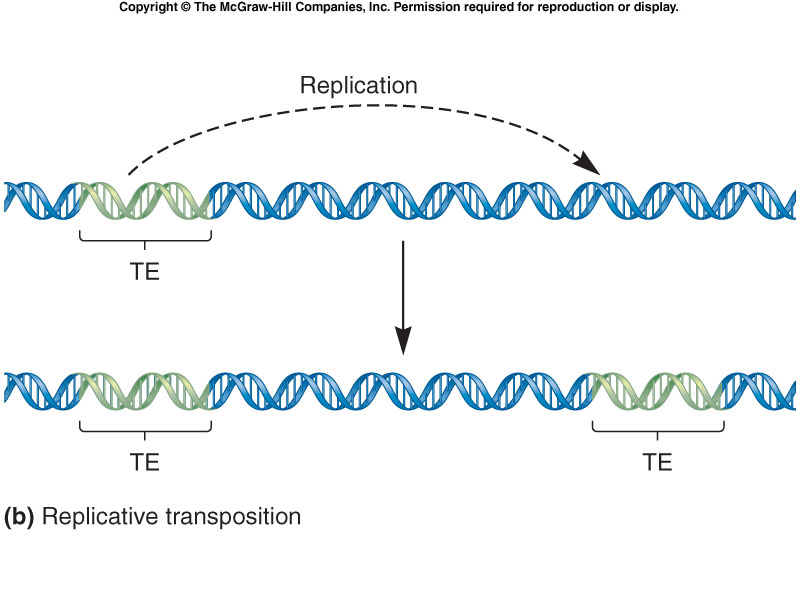 Copyright © The McGraw-Hill Companies, Inc. Permission required for reproduction or display.
Replication
TE
TE
TE
(b) Replicative transposition